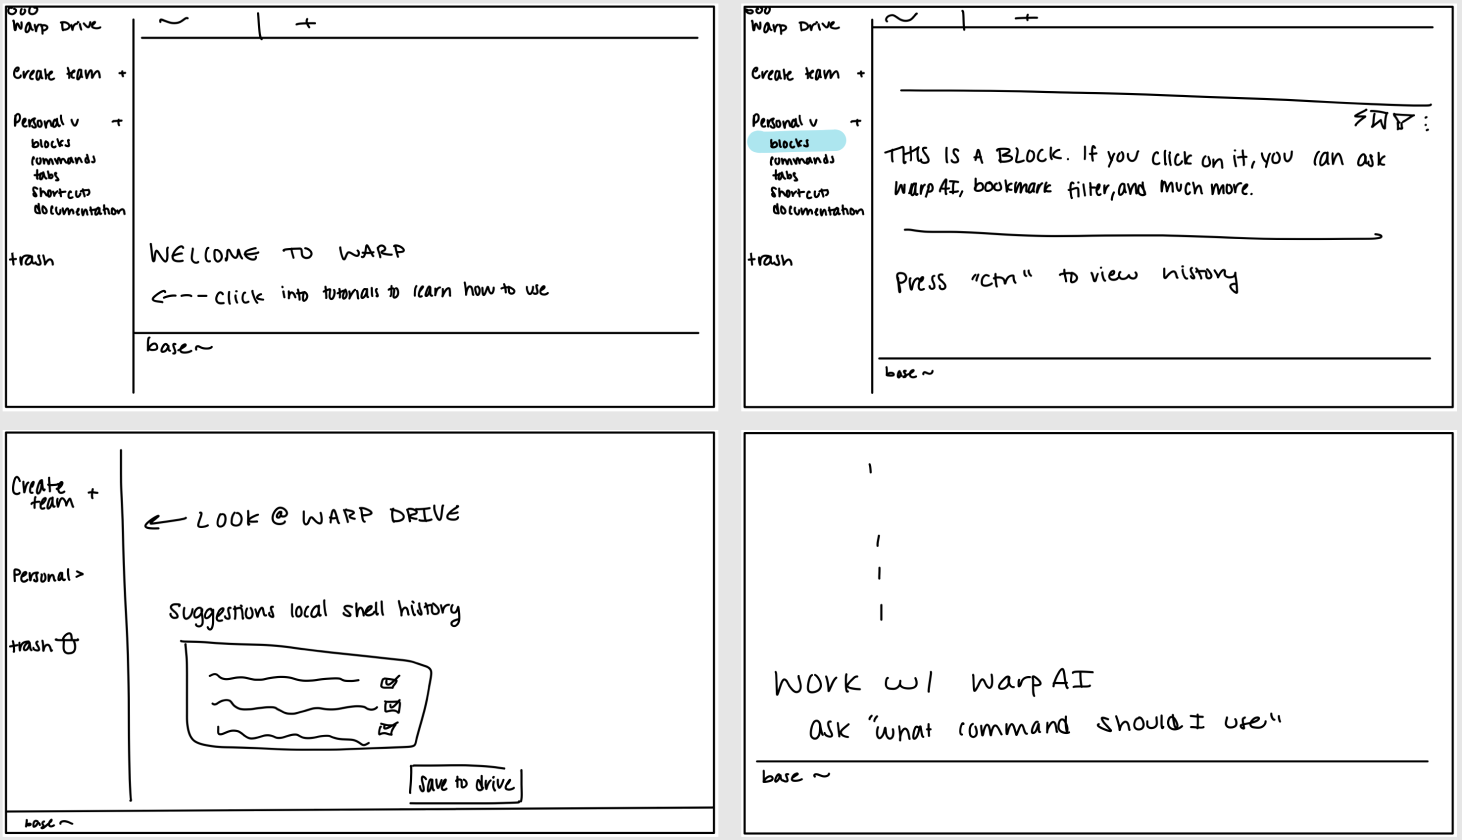 Warp Drive
~
+
Create team +
Personal v +
blocks
commands
tabs
Shortcup
documentation
trash
WELCOME TO WARP
<--- click into tutorials to learn how to use
base~
Warp Drive
~
+
Create team +
Personal v +
blocks
commands
tabs
Shortcup
documentation
trash
THIS IS A BLOCK. If you click on it, you can ask
Warp AI, bookmark filter, and much more.
Press "ctrl" to view history
base ~
Create
team +
Personal >
trash
← LOOK @ WARP DRIVE
Suggestions local shell history
Save to drive
base ~
Work w/ Warp AI
ask "what command should I use"
base ~